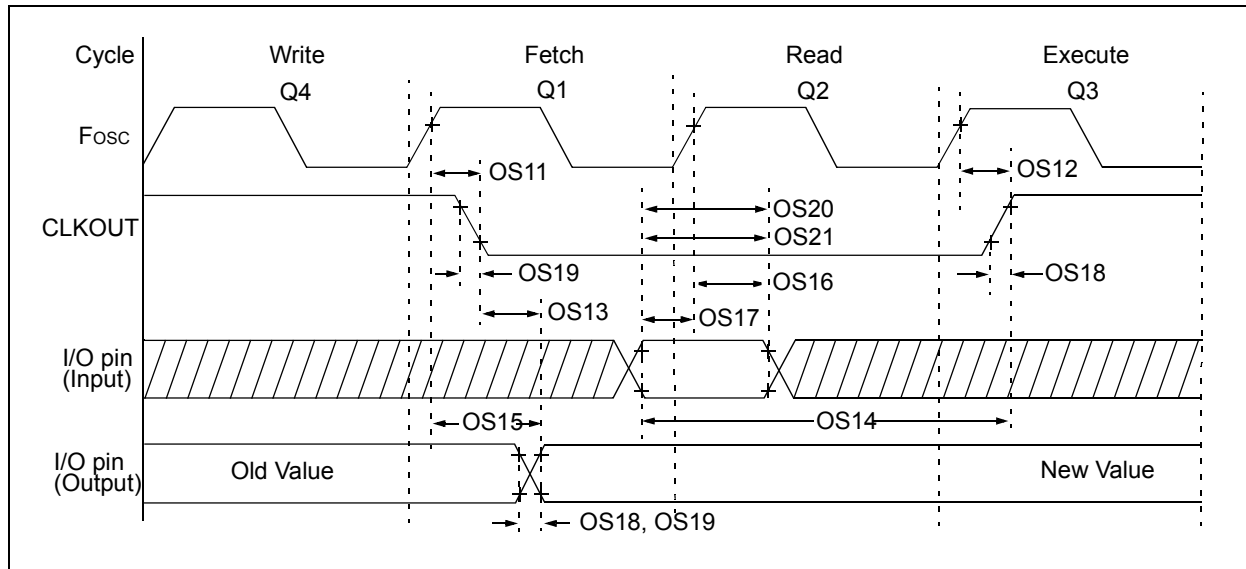 Cycle Write Fetch Read Execute
Q4 Q1 Q2 Q3
Fosc
OS11 OS12
CLKOUT
OS20
OS21
OS19 OS16 OS18
OS13 OS17
I/O pin
(Input)
OS15 OS14
I/O pin
(Output)
Old Value New Value
OS18, OS19